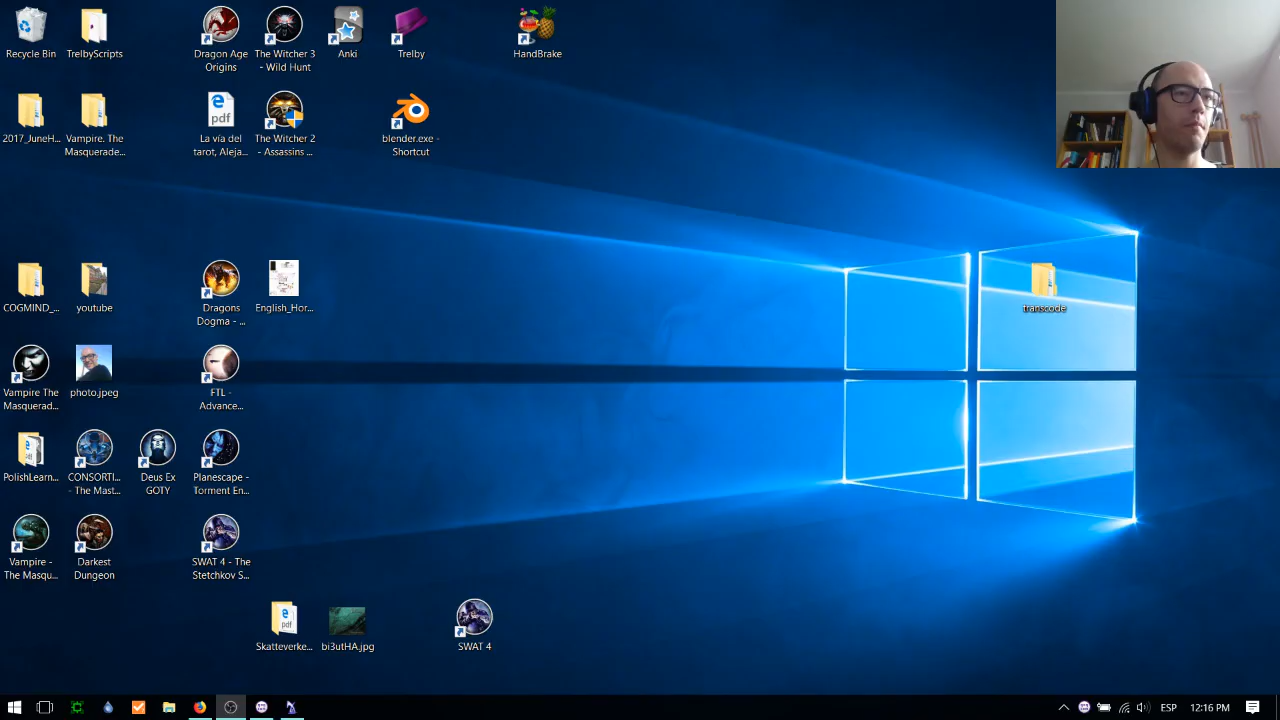 Recycle Bin
TrelbyScripts
Dragon Age
Origins
The Witcher 3
- Wild Hunt
Anki
Trelby
HandBrake
2017_JuneH...
Vampire. The
Masquerade...
pdf
La vía del
tarot, Aleja...
The Witcher 2
- Assassins ...
blender.exe -
Shortcut
COGMIND_...
youtube
Dragons
Dogma - ...
English_Hor...
transcode
Vampire The
Masquerad...
photo.jpeg
FTL -
Advance...
PolishLearn...
CONSORTI...
- The Mast...
Deus Ex
GOTY
Planescape -
Torment En...
Vampire -
The Masqu...
Darkest
Dungeon
SWAT 4 - The
Stetchkov S...
pdf
Skatteverke...
bi3utHA.jpg
SWAT 4
ESP
12:16 PM